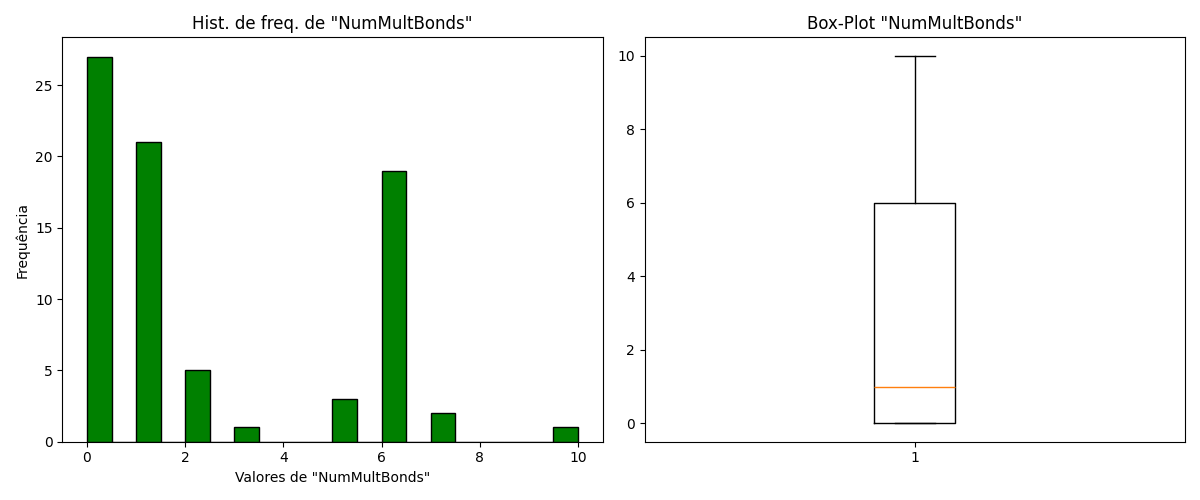 Hist. de freq. de "NumMultBonds"
25
20
15
10
5
0
Frequência
0 2 4 6 8 10
Valores de "NumMultBonds"
Box-Plot "NumMultBonds"
10
8
6
4
2
0
1